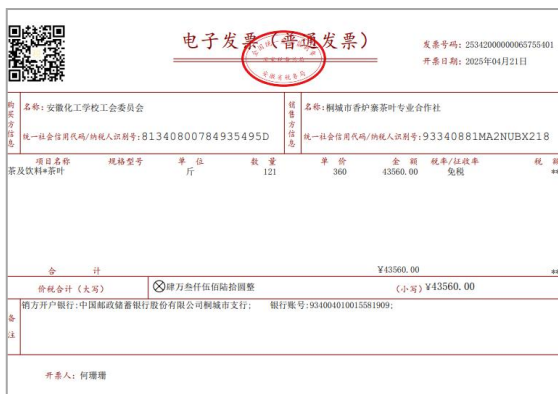 电子发票（普通发票）
发票号码：25342000000065755401
开票日期：2025年04月21日
购买方信息
名称：安徽化工学校工会委员会
统一社会信用代码/纳税人识别号：81340800784935495D
销售方信息
名称：桐城市香炉寨茶叶专业合作社
统一社会信用代码/纳税人识别号：93340881MA2NUBX218
项目名称 规格型号 单位 数量 单价 金额 税率/征收率 税额
茶及饮料*茶叶 斤 121 360 43560.00 免税 **
合计 ¥43560.00 **
价税合计（大写） 肆万叁仟伍佰陆拾圆整 （小写）¥43560.00
备注
销方开户银行:中国邮政储蓄银行股份有限公司桐城市支行; 银行账号:934004010015581909;
开票人：何珊珊